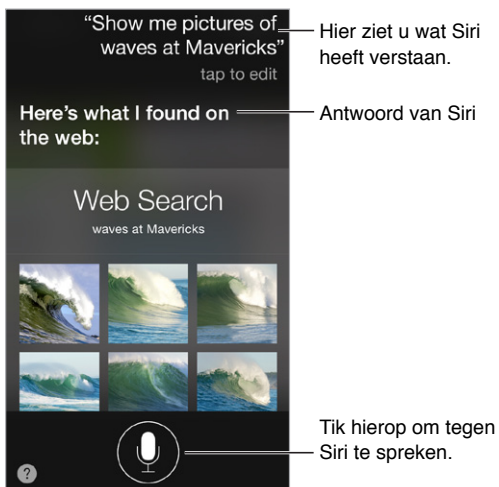 “Show me pictures of
waves at Mavericks”
tap to edit
Hier ziet u wat Siri
heeft verstaan.
Here’s what I found on
the web:
Antwoord van Siri
Web Search
waves at Mavericks
Tik hierop om tegen
Siri te spreken.
?